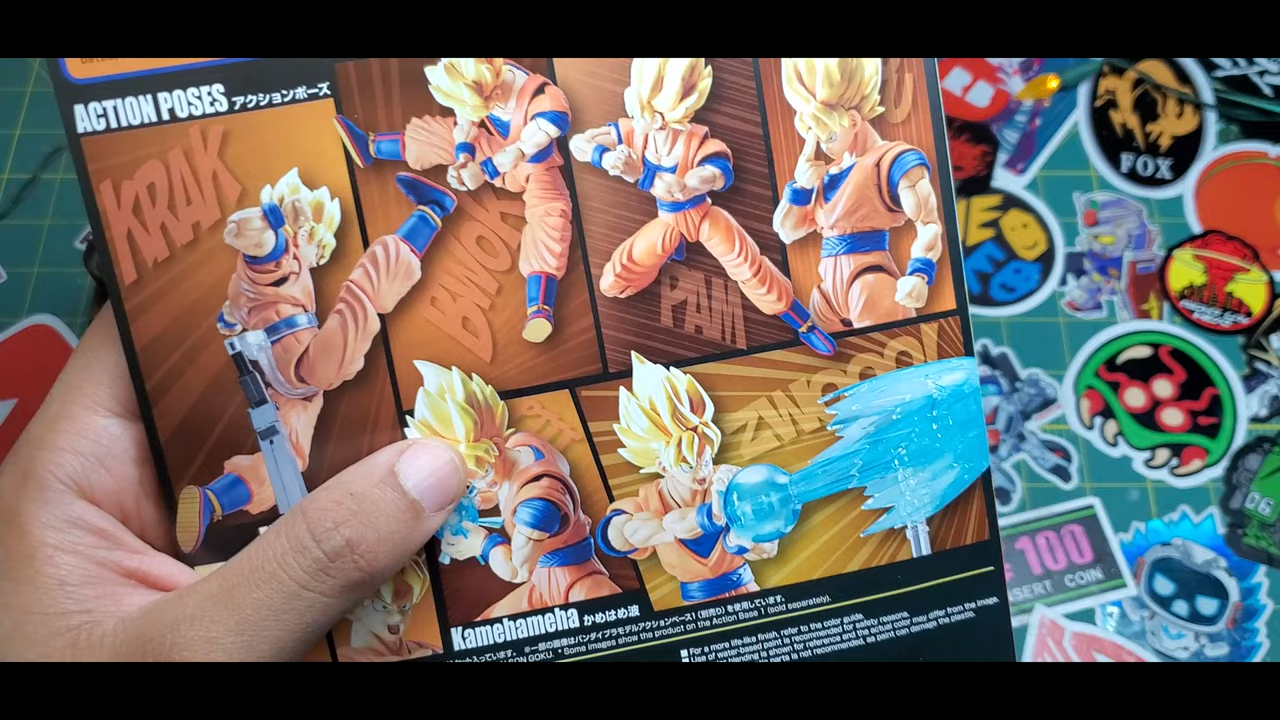 ACTION POSES アクションポーズ
KRAK
BWOK
PAM
ZWOOO!
Kamehameha かめはめ波
※一部の画像はバンダイプラモデルアクションベース1(別売り)を使用しています。
SON GOKU. * Some images show the product on the Action Base 1 (sold separately).
■ For a more life-like finish, refer to the color guide.
■ Use of water-based paint is recommended for safety reasons.
blending is shown for reference and the actual color may differ from the image.
parts is not recommended, as paint can damage the plastic.
FOX
100
COIN
06